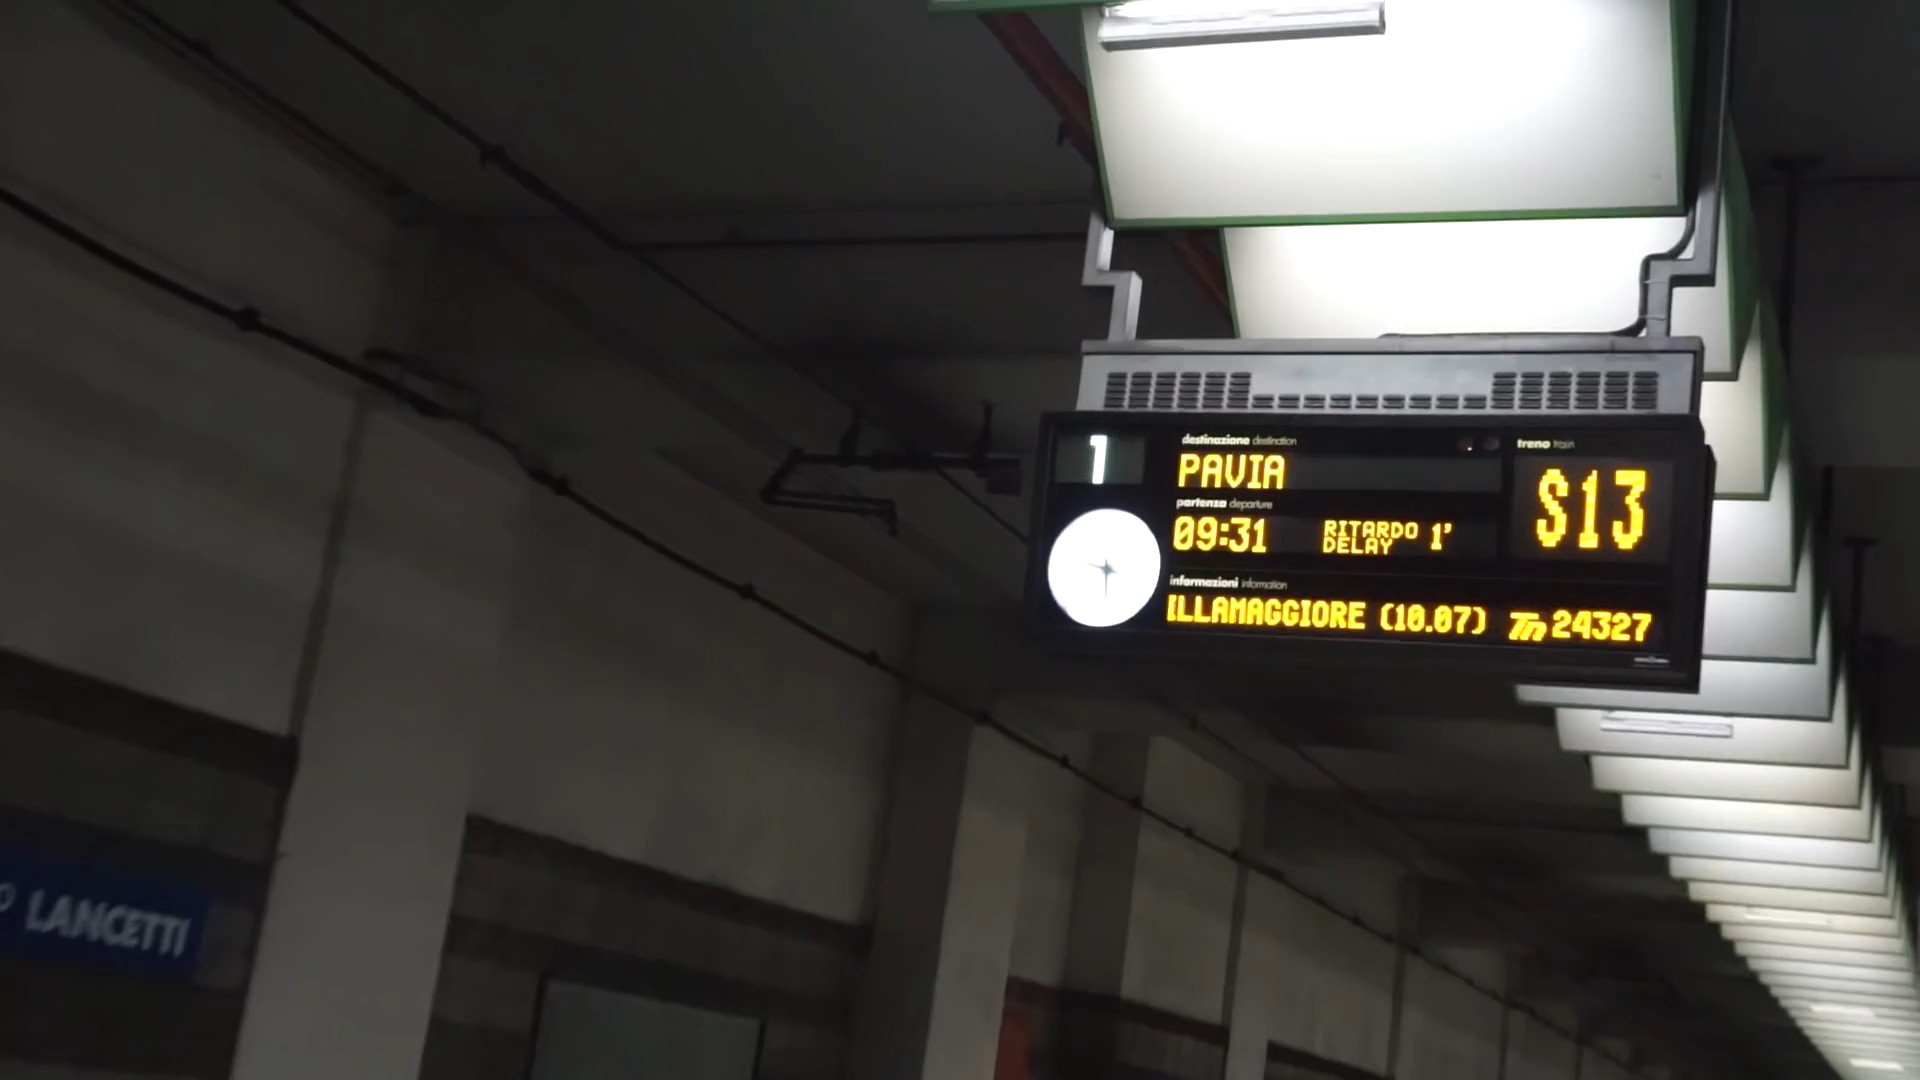 1
destinazione destination
PAVIA
treno train
S13
partenza departure
09:31
RITARDO 1'
DELAY
informazioni information
ILLAMAGGIORE (10.07)
24327
LANCETTI